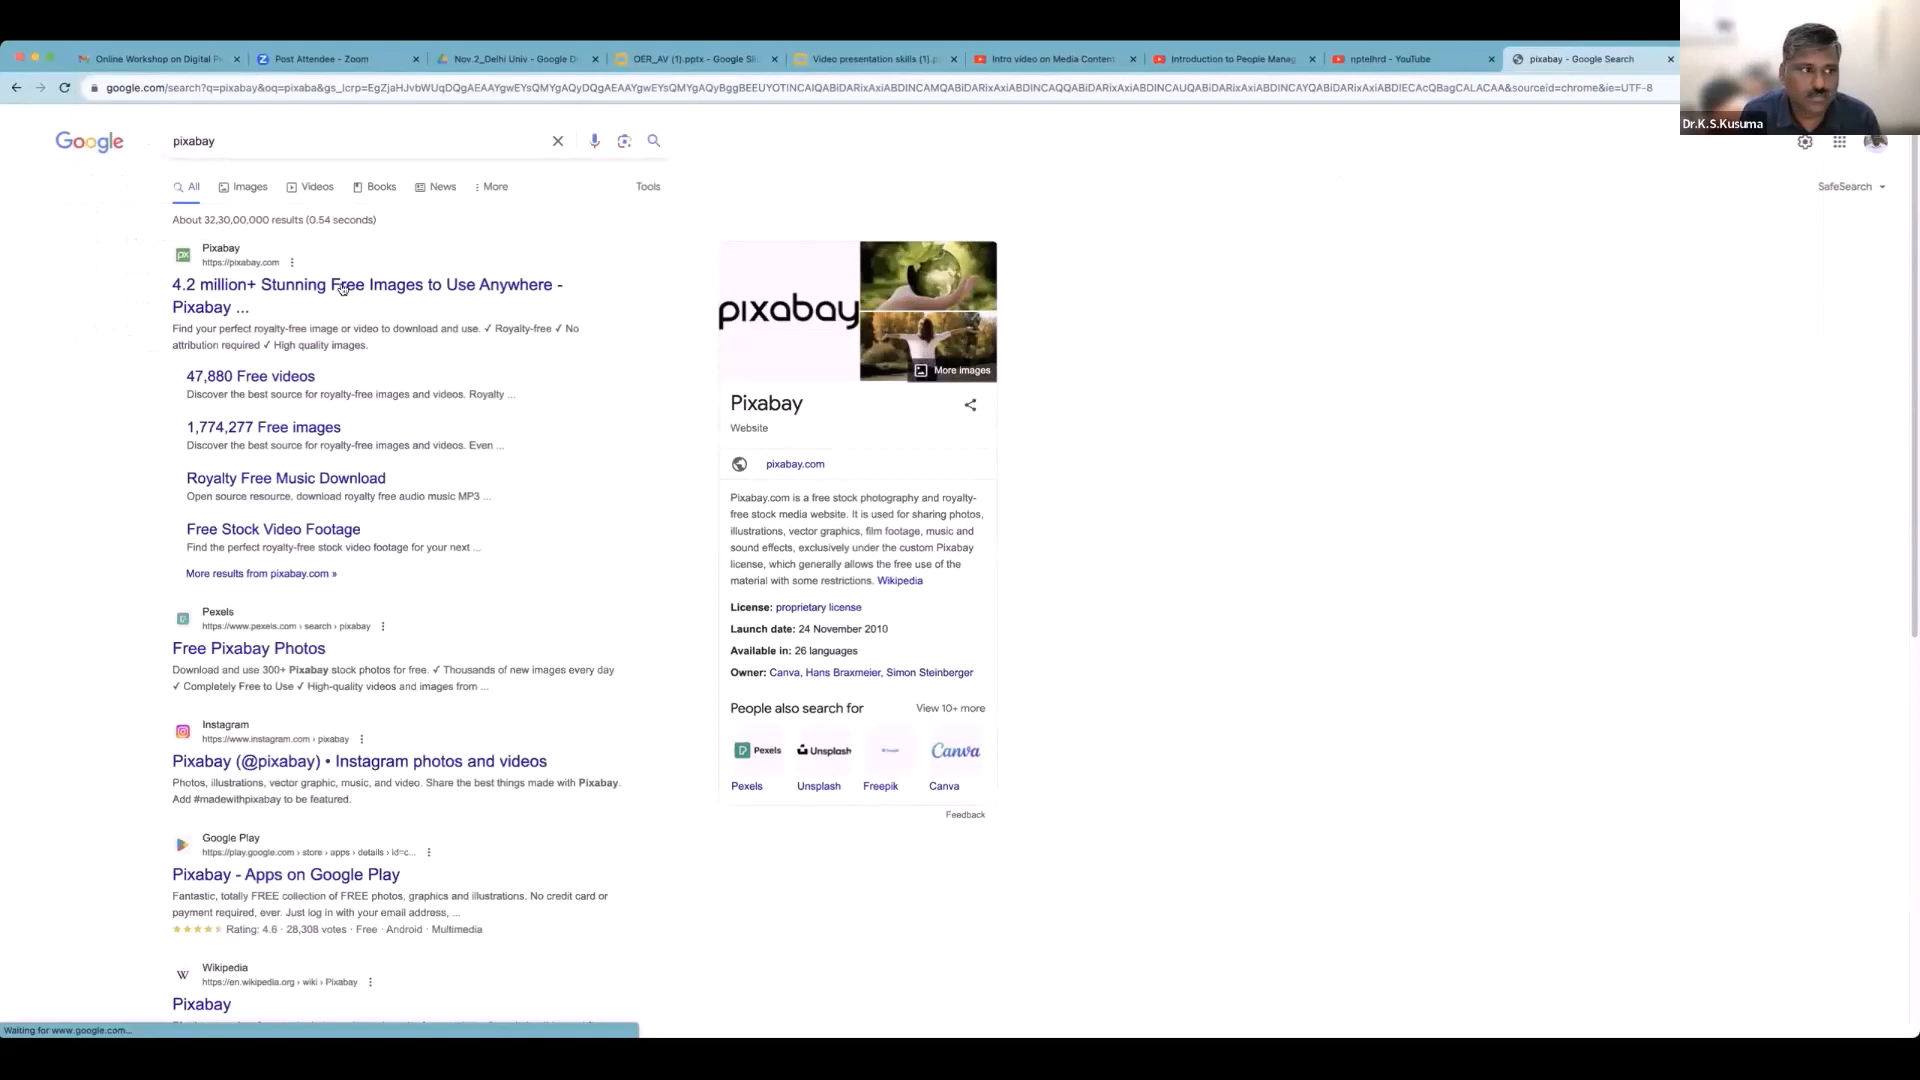 Online Workshop on Digital P
Post Attendee - Zoom
Nov.2_Delhi Univ - Google D
OER_AV (1).pptx - Google Sli
Video presentation skills (1).p
Intro video on Media Content
Introduction to People Manag
nptelhrd - YouTube
pixabay - Google Search
Dr.K.S.Kusuma
Google
pixabay
All
Images
Videos
Books
News
More
Tools
SafeSearch
About 32,30,00,000 results (0.54 seconds)
Pixabay
https://pixabay.com
4.2 million+ Stunning Free Images to Use Anywhere -
Pixabay ...
Find your perfect royalty-free image or video to download and use. ✓ Royalty-free ✓ No
attribution required ✓ High quality images.
47,880 Free videos
Discover the best source for royalty-free images and videos. Royalty ...
1,774,277 Free images
Discover the best source for royalty-free images and videos. Even ...
Royalty Free Music Download
Open source resource, download royalty free audio music MP3 ...
Free Stock Video Footage
Find the perfect royalty-free stock video footage for your next ...
More results from pixabay.com »
Pexels
https://www.pexels.com › search › pixabay
Free Pixabay Photos
Download and use 300+ Pixabay stock photos for free. ✓ Thousands of new images every day
✓ Completely Free to Use ✓ High-quality videos and images from ...
Instagram
https://www.instagram.com › pixabay
Pixabay (@pixabay) • Instagram photos and videos
Photos, illustrations, vector graphic, music, and video. Share the best things made with Pixabay.
Add #madewithpixabay to be featured.
Google Play
https://play.google.com › store › apps › details › id=c...
Pixabay - Apps on Google Play
Fantastic, totally FREE collection of FREE photos, graphics and illustrations. No credit card or
payment required, ever. Just log in with your email address, ...
Rating: 4.6 · 28,308 votes · Free · Android · Multimedia
Wikipedia
https://en.wikipedia.org › wiki › Pixabay
Pixabay
Waiting for www.google.com...
pixabay
More images
Pixabay
Website
pixabay.com
Pixabay.com is a free stock photography and royalty-
free stock media website. It is used for sharing photos,
illustrations, vector graphics, film footage, music and
sound effects, exclusively under the custom Pixabay
license, which generally allows the free use of the
material with some restrictions. Wikipedia
License: proprietary license
Launch date: 24 November 2010
Available in: 26 languages
Owner: Canva, Hans Braxmeier, Simon Steinberger
People also search for
View 10+ more
Pexels
Unsplash
Canva
Pexels
Unsplash
Freepik
Canva
Feedback